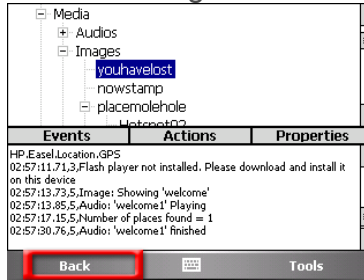 Media
Audios
Images
youhavelost
nowstamp
placemolehole
Hotspot02
Events Actions Properties
HP.Easel.Location.GPS
02:57:11.71,3,Flash player not installed. Please download and install it
on this device
02:57:13.73,5,Image: Showing 'welcome'
02:57:13.85,5,Audio: 'welcome1' Playing
02:57:17.15,5,Number of places found = 1
02:57:30.76,5,Audio: 'welcome1' finished
Back Tools